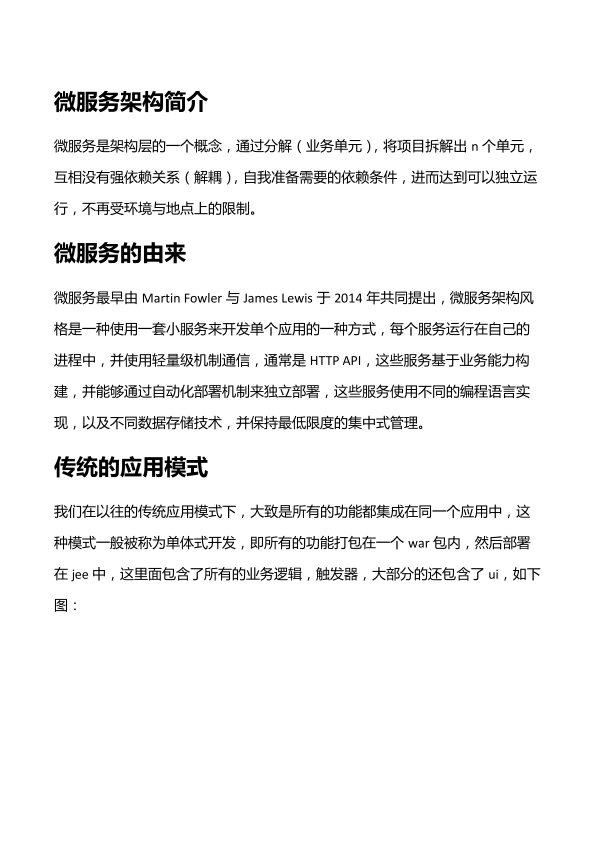 微服务架构简介
微服务是架构层的一个概念，通过分解（业务单元），将项目拆解出 n 个单元，
互相没有强依赖关系（解耦），自我准备需要的依赖条件，进而达到可以独立运
行，不再受环境与地点上的限制。
微服务的由来
微服务最早由 Martin Fowler 与 James Lewis 于 2014 年共同提出，微服务架构风
格是一种使用一套小服务来开发单个应用的一种方式，每个服务运行在自己的
进程中，并使用轻量级机制通信，通常是 HTTP API，这些服务基于业务能力构
建，并能够通过自动化部署机制来独立部署，这些服务使用不同的编程语言实
现，以及不同数据存储技术，并保持最低限度的集中式管理。
传统的应用模式
我们在以往的传统应用模式下，大致是所有的功能都集成在同一个应用中，这
种模式一般被称为单体式开发，即所有的功能打包在一个 war 包内，然后部署
在 jee 中，这里面包含了所有的业务逻辑，触发器，大部分的还包含了 ui，如下
图：